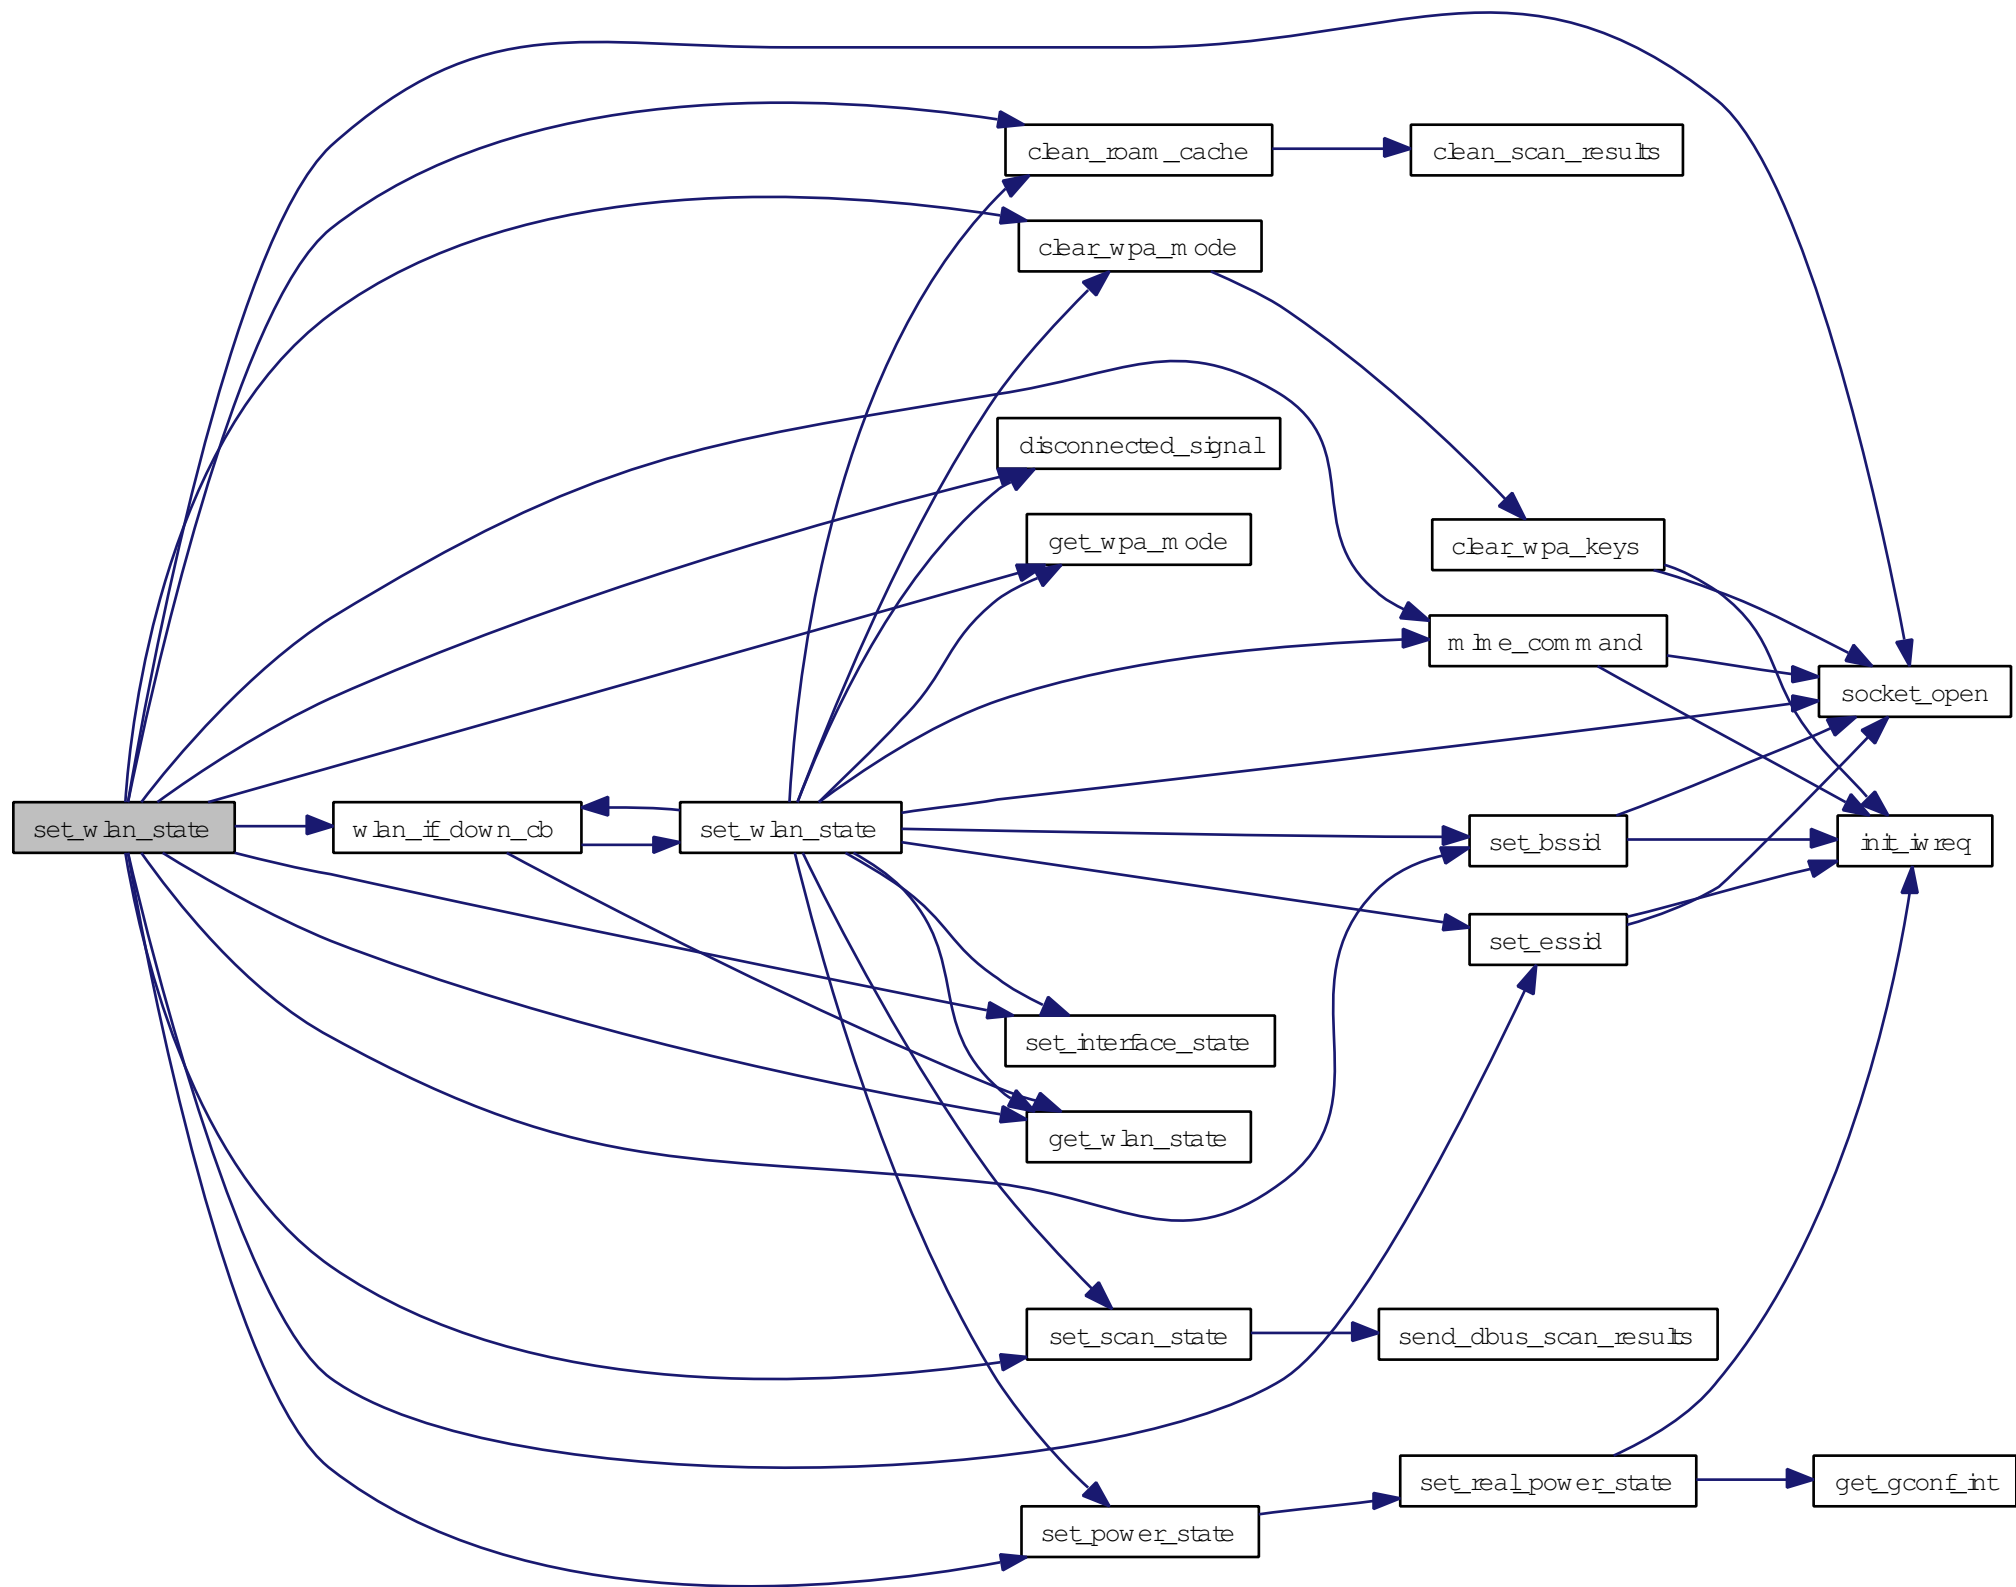 clean_roam_cache
clean_scan_results
clear_wpa_mode
disconnected_signal
get_wpa_mode
clear_wpa_keys
mlme_command
socket_open
set_wlan_state
wlan_if_down_cb
set_wlan_state
set_bssid
init_iwreq
set_essid
set_interface_state
get_wlan_state
set_scan_state
send_dbus_scan_results
set_real_power_state
get_gconf_int
set_power_state